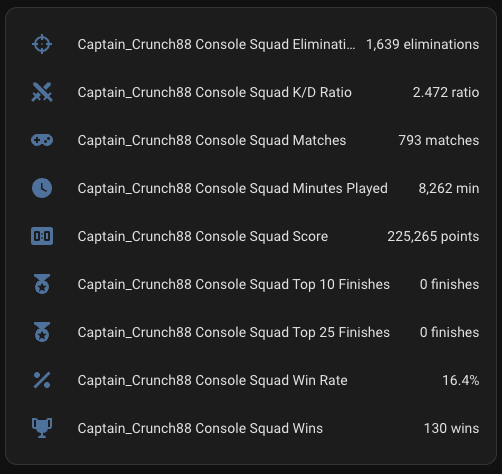 Captain_Crunch88 Console Squad Eliminati... 1,639 eliminations
Captain_Crunch88 Console Squad K/D Ratio 2.472 ratio
Captain_Crunch88 Console Squad Matches 793 matches
Captain_Crunch88 Console Squad Minutes Played 8,262 min
Captain_Crunch88 Console Squad Score 225,265 points
Captain_Crunch88 Console Squad Top 10 Finishes 0 finishes
Captain_Crunch88 Console Squad Top 25 Finishes 0 finishes
Captain_Crunch88 Console Squad Win Rate 16.4%
Captain_Crunch88 Console Squad Wins 130 wins